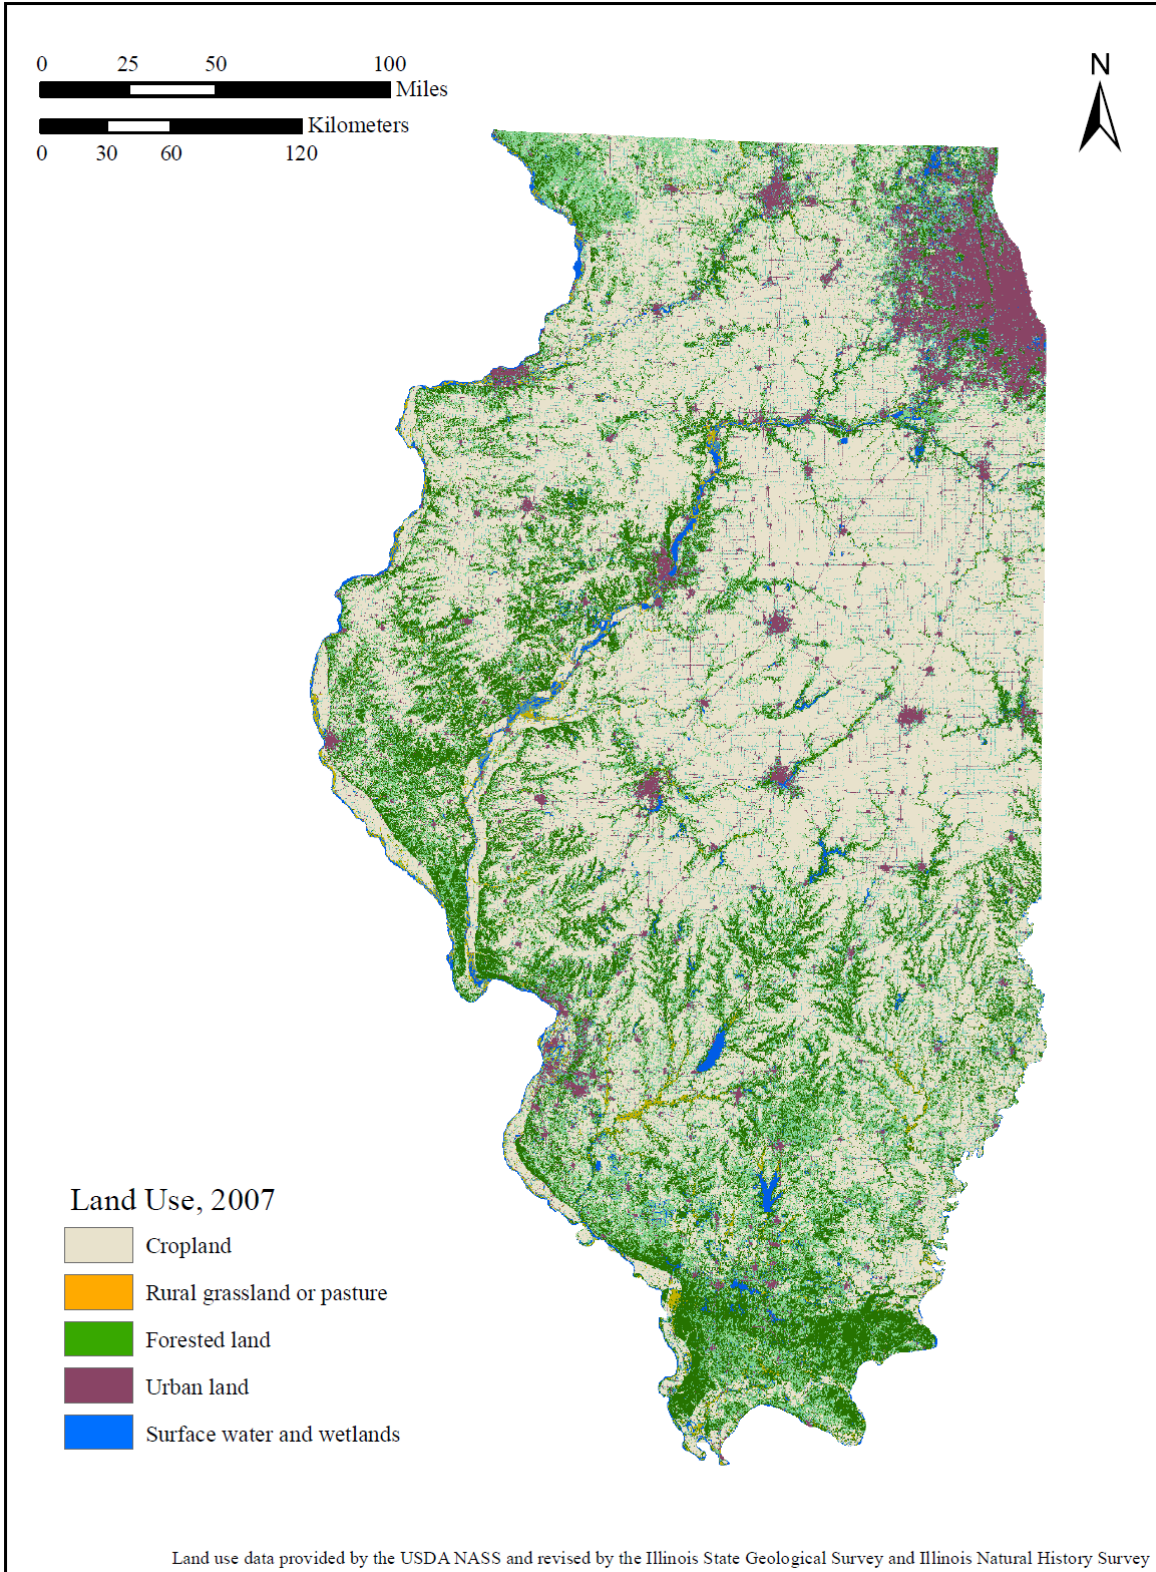 0 25 50 100
Miles
Kilometers
0 30 60 120
N
Land Use, 2007
Cropland
Rural grassland or pasture
Forested land
Urban land
Surface water and wetlands
Land use data provided by the USDA NASS and revised by the Illinois State Geological Survey and Illinois Natural History Survey